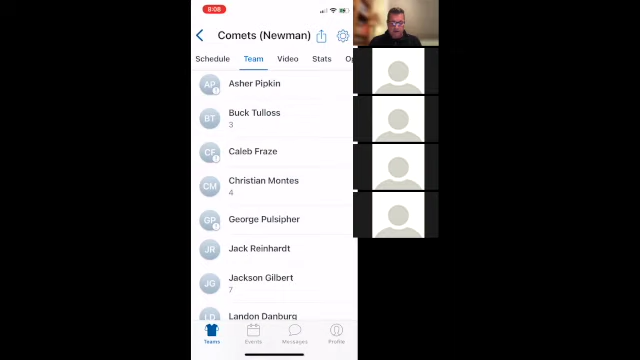 8:08
Comets (Newman)
Schedule Team Video Stats Op
AP Asher Pipkin
BT Buck Tulloss
3
CF Caleb Fraze
CM Christian Montes
4
GP George Pulsipher
JR Jack Reinhardt
JG Jackson Gilbert
7
LD Landon Danburg
Teams Events Messages Profile